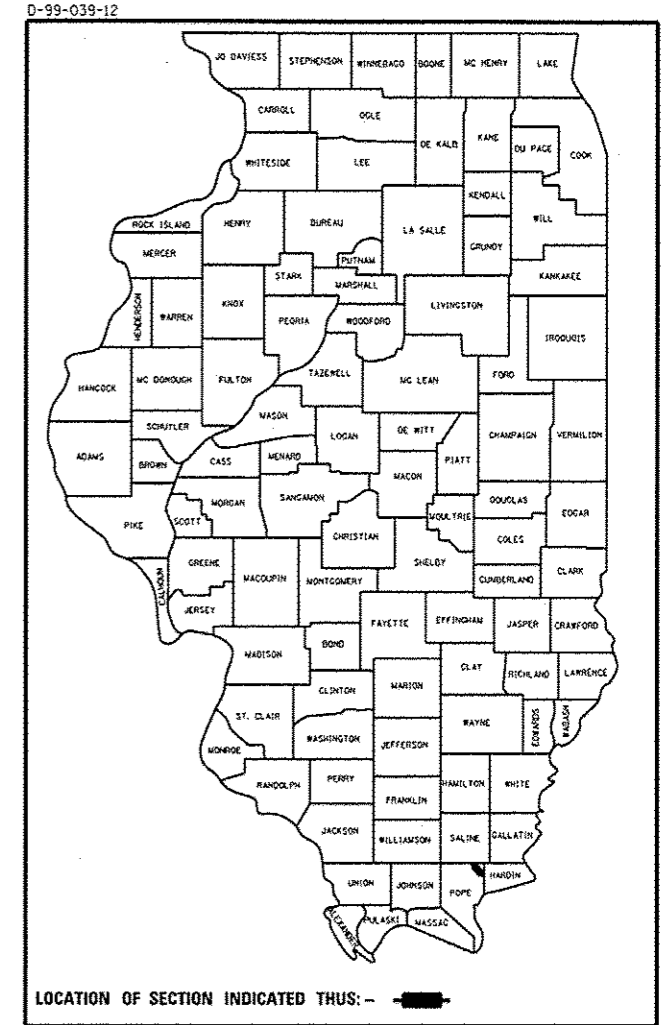 D-99-039-12
JO DAVIESS STEPHENSON WINNEBAGO BOONE MC HENRY LAKE
CARROLL OGLE DE KALB KANE DU PAGE COOK
WHITESIDE LEE
KENDALL WILL
ROCK ISLAND HENRY BUREAU LA SALLE
MERCER PUTNAM GRUNDY
STARK MARSHALL KANKAKEE
HENDERSON WARREN KNOX PEORIA WOODFORD LIVINGSTON IROQUOIS
HANCOCK MC DONOUGH FULTON TAZEWELL MC LEAN FORD
MASON
SCHUYLER LOGAN DE WITT CHAMPAIGN VERMILION
ADAMS BROWN CASS MENARD PIATT
MACON
MORGAN SANGAMON DOUGLAS EDGAR
PIKE SCOTT MOULTRIE
CHRISTIAN COLES
GREENE MACOUPIN MONTGOMERY SHELBY CLARK
CALHOUN CUMBERLAND
JERSEY
FAYETTE EFFINGHAM JASPER CRAWFORD
MADISON BOND
CLAY RICHLAND LAWRENCE
CLINTON MARION
ST. CLAIR WAYNE EDWARDS WABASH
MONROE WASHINGTON JEFFERSON
RANDOLPH PERRY HAMILTON WHITE
FRANKLIN
JACKSON WILLIAMSON SALINE GALLATIN
UNION JOHNSON POPE HARDIN
ALEXANDER PULASKI MASSAC
LOCATION OF SECTION INDICATED THUS: -